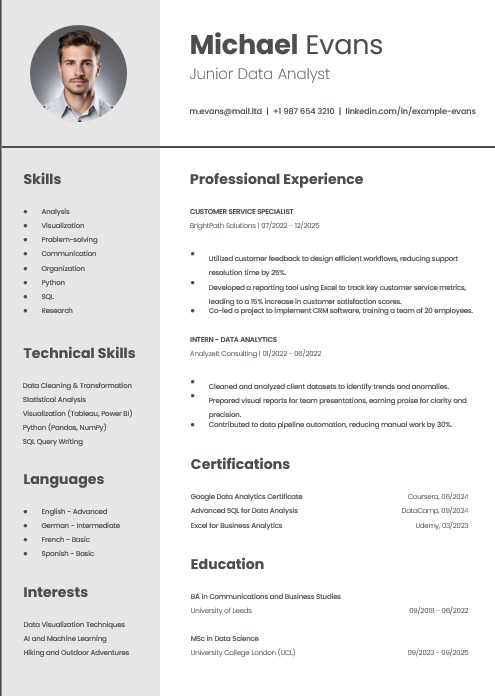 Michael Evans
Junior Data Analyst
m.evans@mail.ltd | +1 987 654 3210 | linkedin.com/in/example-evans
Skills
• Analysis
• Visualization
• Problem-solving
• Communication
• Organization
• Python
• SQL
• Research
Technical Skills
Data Cleaning & Transformation
Statistical Analysis
Visualization (Tableau, Power BI)
Python (Pandas, NumPy)
SQL Query Writing
Languages
• English - Advanced
• German - Intermediate
• French - Basic
• Spanish - Basic
Interests
Data Visualization Techniques
AI and Machine Learning
Hiking and Outdoor Adventures
Professional Experience
CUSTOMER SERVICE SPECIALIST
BrightPath Solutions | 07/2022 - 12/2025
• Utilized customer feedback to design efficient workflows, reducing support
resolution time by 25%.
• Developed a reporting tool using Excel to track key customer service metrics,
leading to a 15% increase in customer satisfaction scores.
• Co-led a project to implement CRM software, training a team of 20 employees.
INTERN - DATA ANALYTICS
AnalyzeIt Consulting | 01/2022 - 06/2022
• Cleaned and analyzed client datasets to identify trends and anomalies.
• Prepared visual reports for team presentations, earning praise for clarity and
precision.
• Contributed to data pipeline automation, reducing manual work by 30%.
Certifications
Google Data Analytics Certificate Coursera, 06/2024
Advanced SQL for Data Analysis DataCamp, 09/2024
Excel for Business Analytics Udemy, 03/2023
Education
BA in Communications and Business Studies
University of Leeds 09/2018 - 06/2022
MSc in Data Science
University College London (UCL) 09/2023 - 09/2025